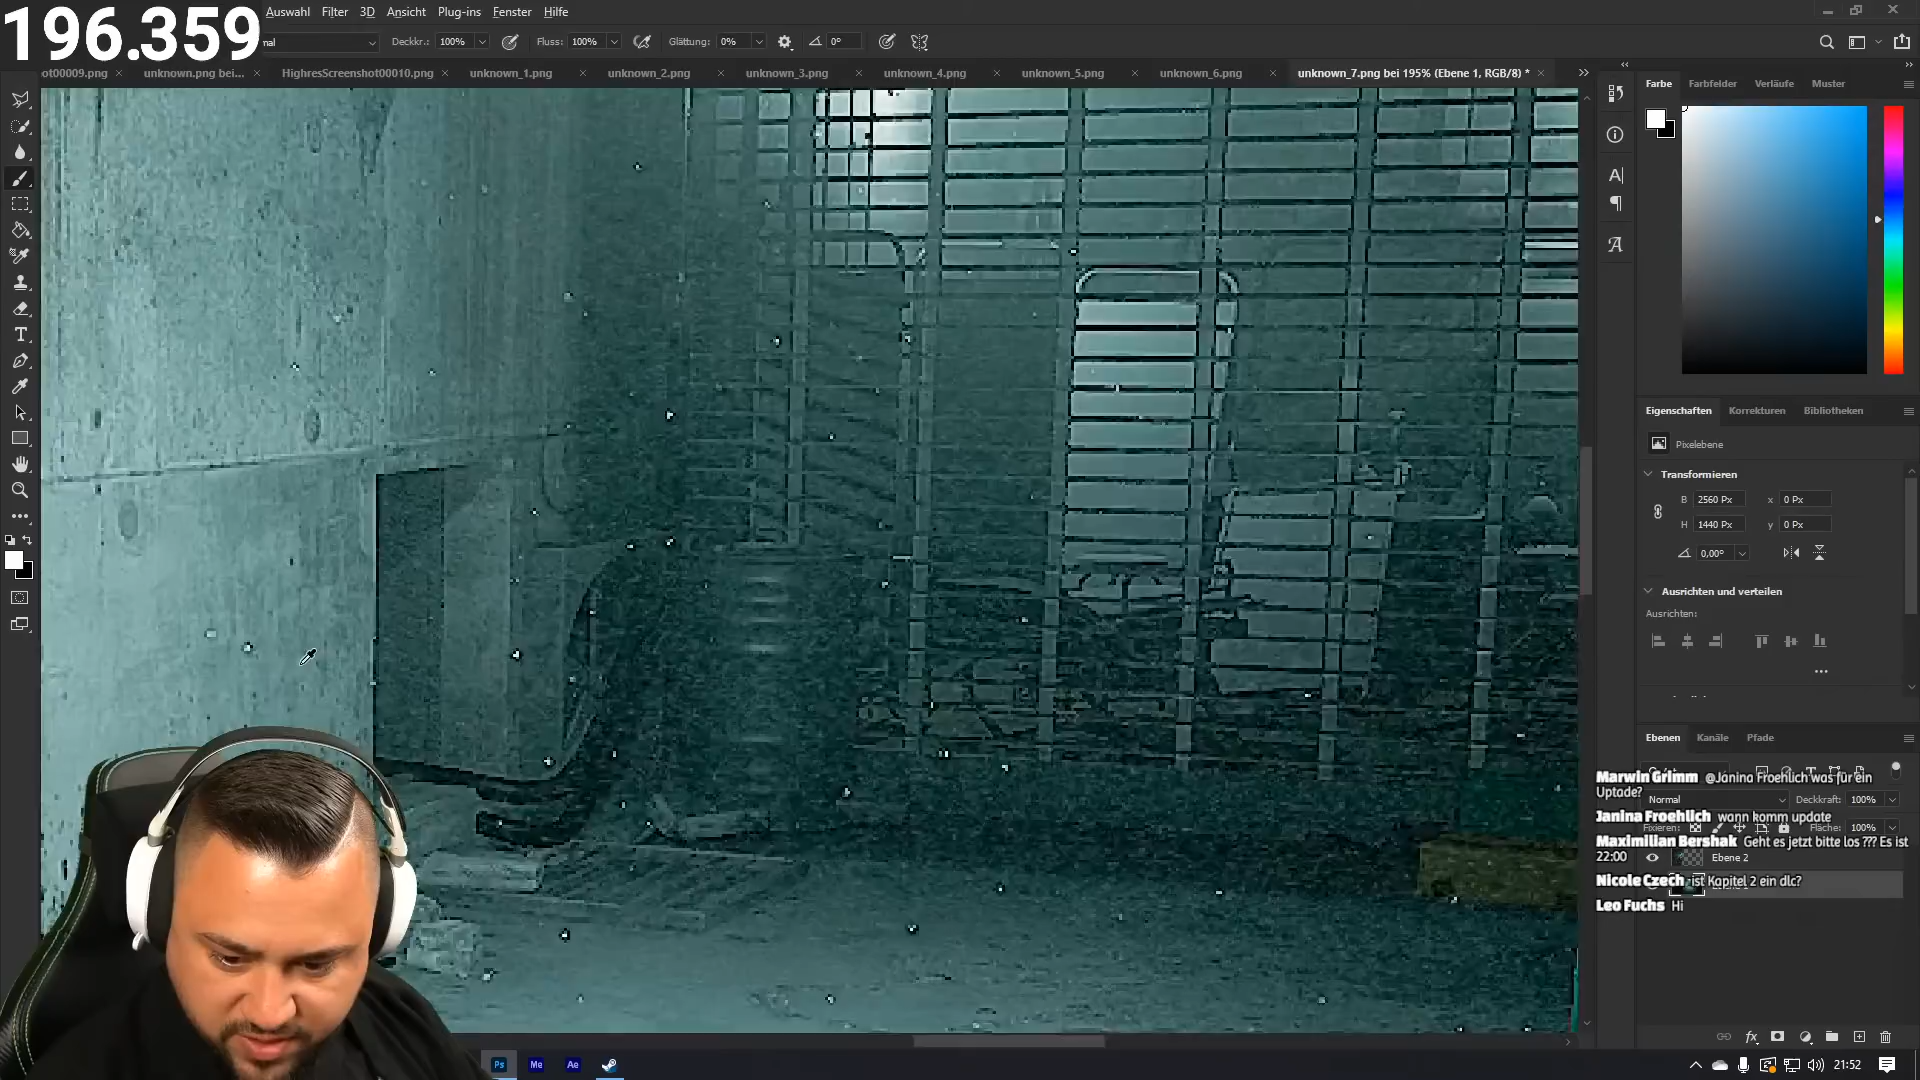 196.359
Auswahl Filter 3D Ansicht Plug-ins Fenster Hilfe
mal Deckkr.: 100% Fluss: 100% Glättung: 0% 0°
ot00009.png unknown.png bei... HighresScreenshot00010.png unknown_1.png unknown_2.png unknown_3.png unknown_4.png unknown_5.png unknown_6.png unknown_7.png bei 195% (Ebene 1, RGB/8) *
Farbe Farbfelder Verläufe Muster
Eigenschaften Korrekturen Bibliotheken
Pixelebene
Transformieren
B 2560 Px x 0 Px
H 1440 Px y 0 Px
0,00°
Ausrichten und verteilen
Ausrichten:
Ebenen Kanäle Pfade
Marwin Grimm @Janina Froehlich was für ein
Uptade?
Normal Deckkraft: 100%
Janina Froehlich wann komm update
Fixieren: Fläche: 100%
Maximilian Bershak Geht es jetzt bitte los ??? Es ist
22:00
Ebene 2
Nicole Czech ist Kapitel 2 ein dlc?
Leo Fuchs Hi
Ps Me Ae
21:52